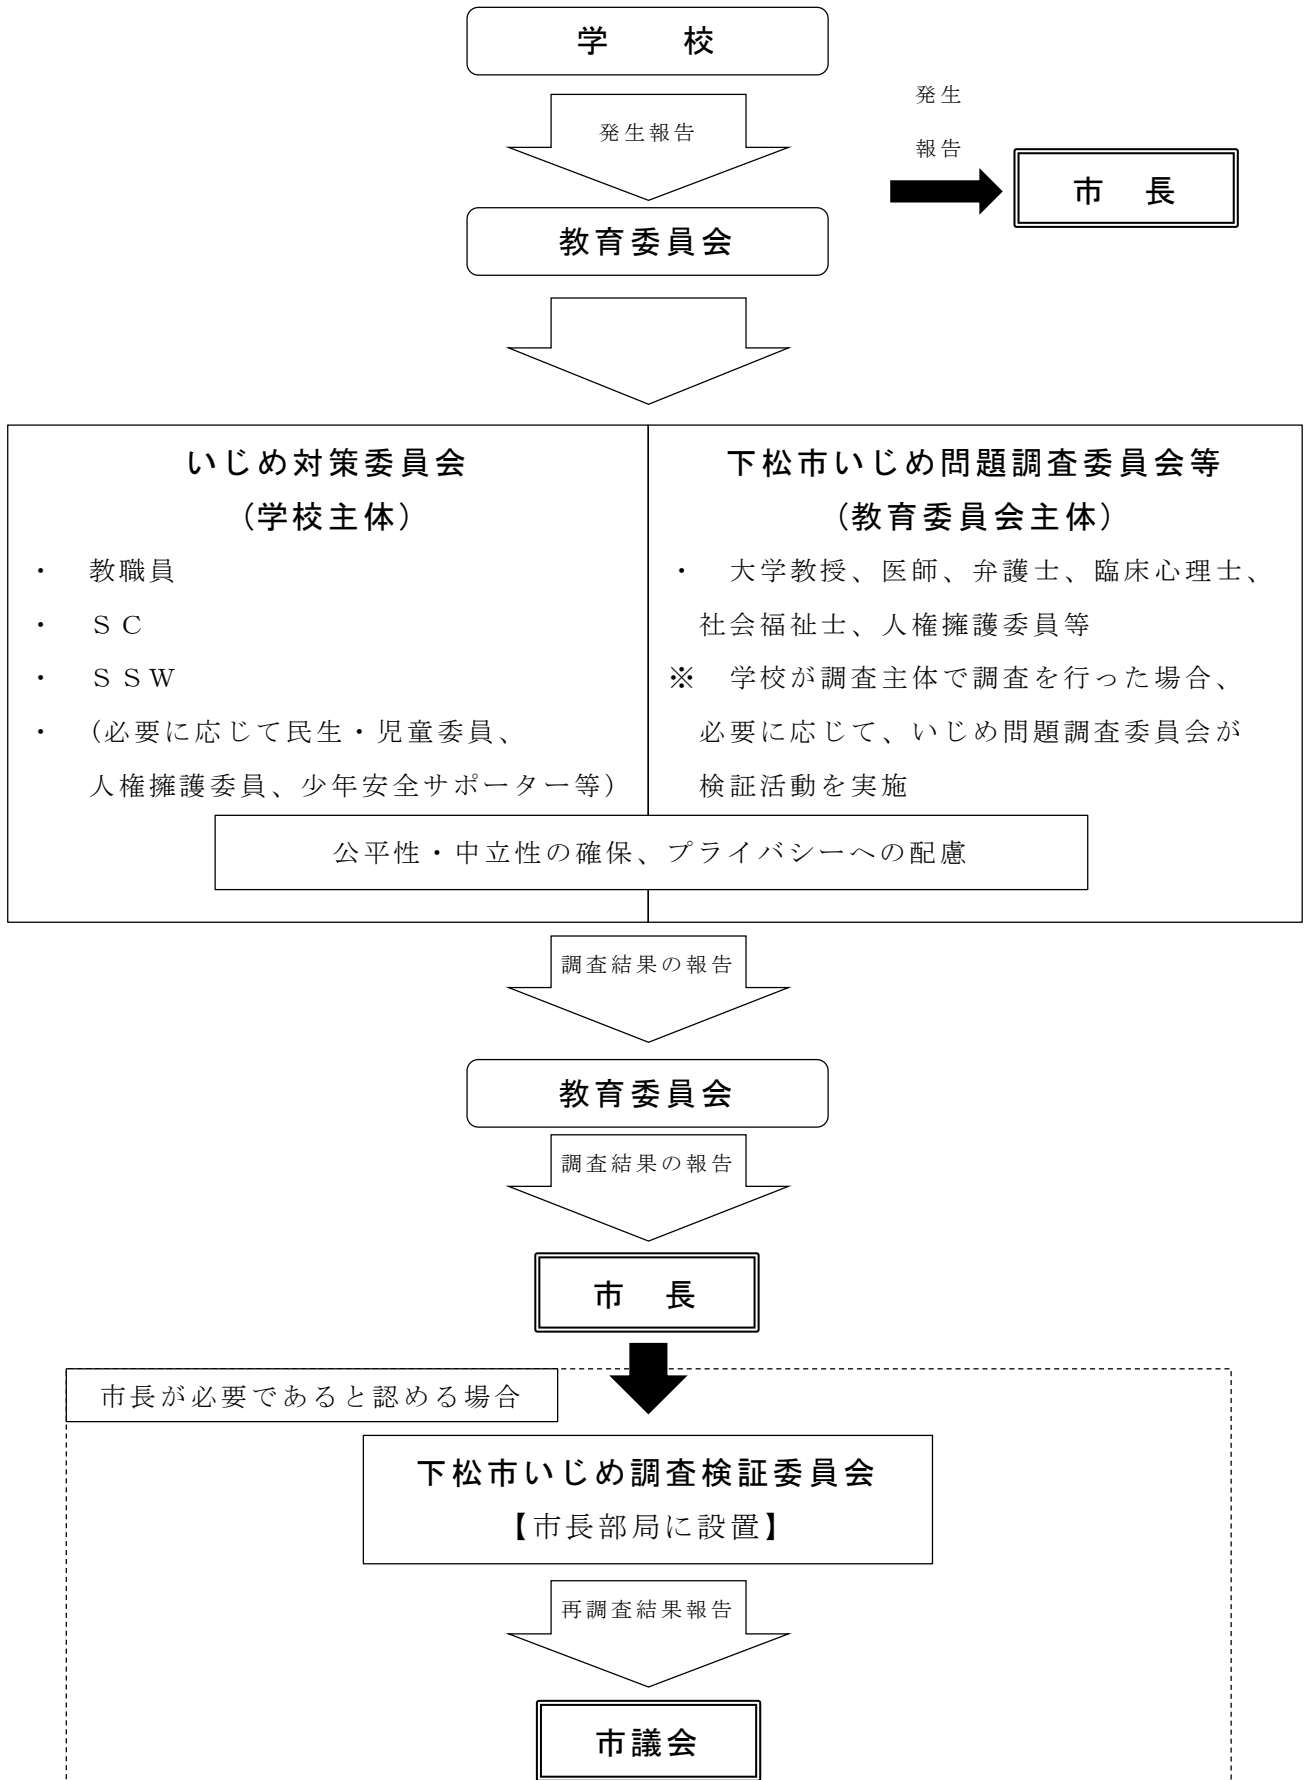 学　　校
発生報告
発生
報告
市　長
教育委員会
いじめ対策委員会
（学校主体）
・　教職員
・　ＳＣ
・　ＳＳＷ
・　（必要に応じて民生・児童委員、
人権擁護委員、少年安全サポーター等）
下松市いじめ問題調査委員会等
（教育委員会主体）
・　大学教授、医師、弁護士、臨床心理士、
社会福祉士、人権擁護委員等
※　学校が調査主体で調査を行った場合、
必要に応じて、いじめ問題調査委員会が
検証活動を実施
公平性・中立性の確保、プライバシーへの配慮
調査結果の報告
教育委員会
調査結果の報告
市　長
市長が必要であると認める場合
下松市いじめ調査検証委員会
【市長部局に設置】
再調査結果報告
市議会